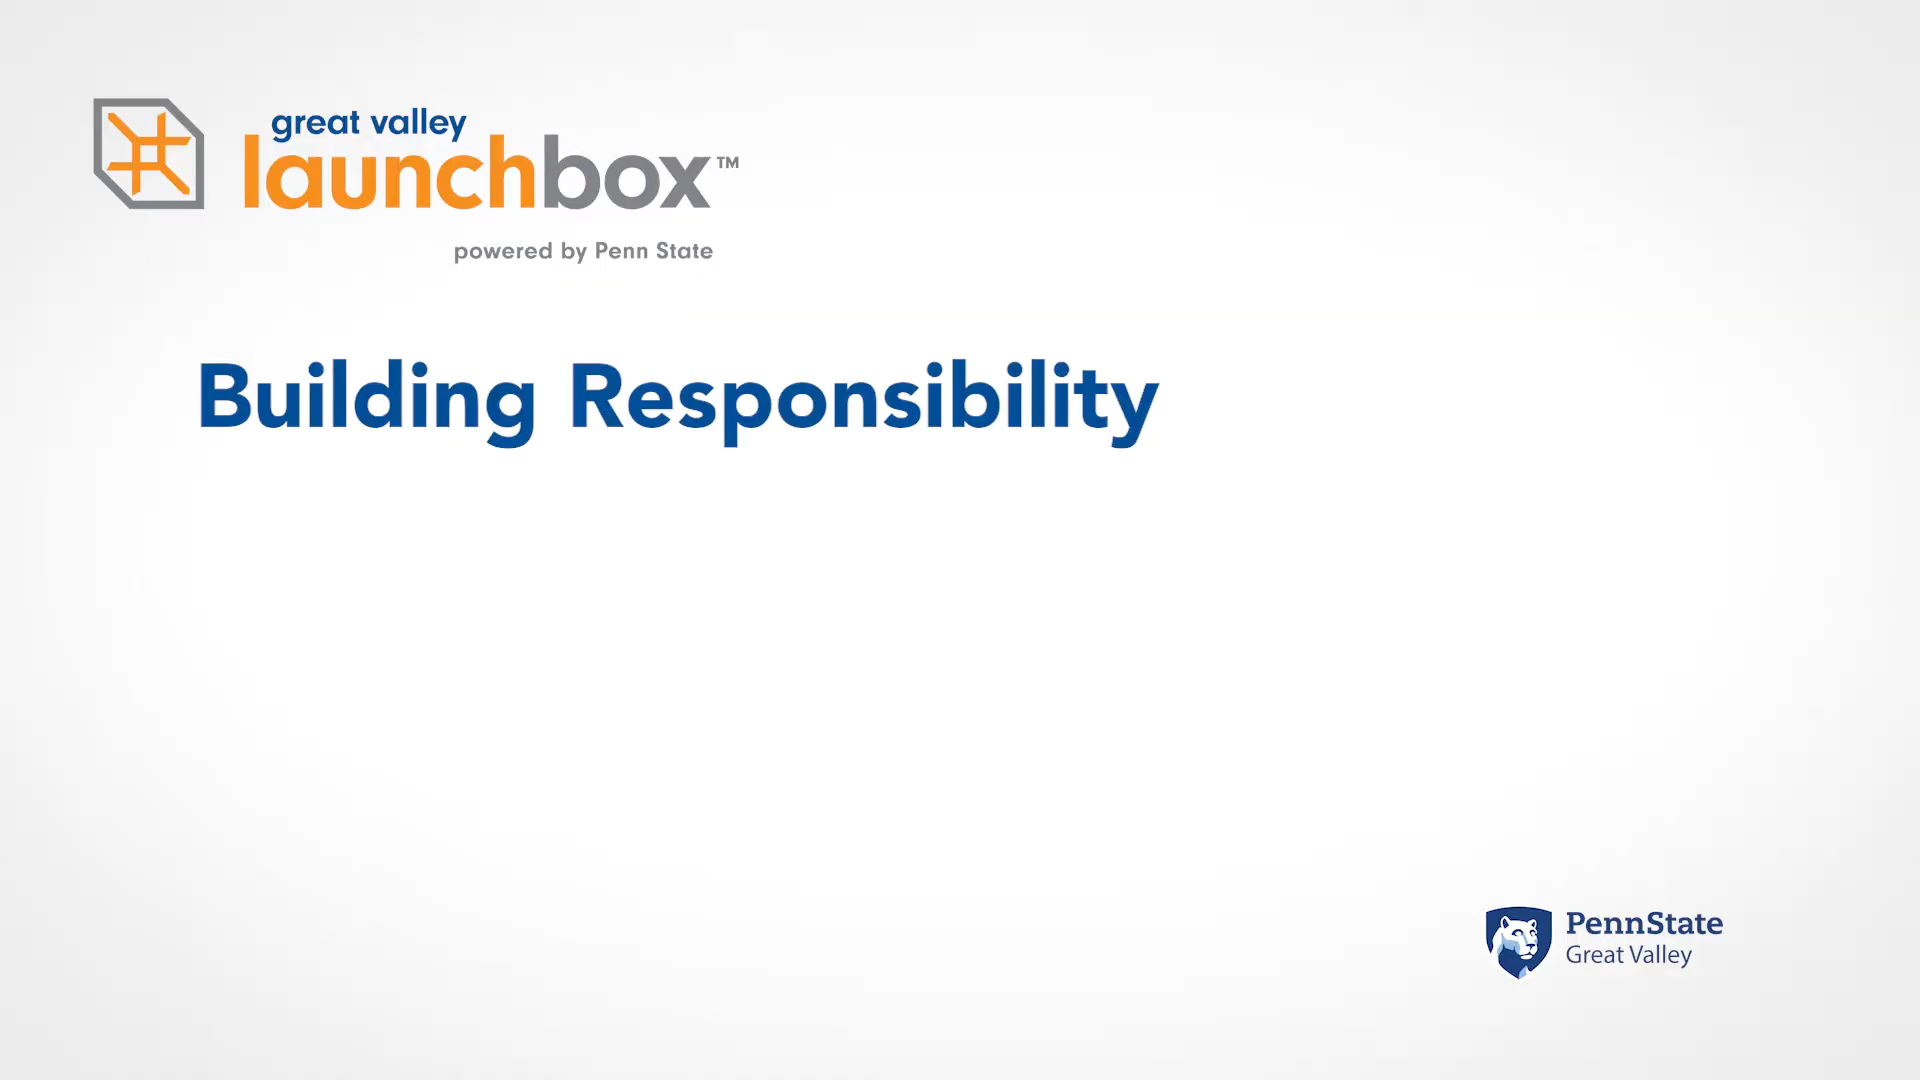 great valley
launchbox™
powered by Penn State
Building Responsibility
PennState
Great Valley